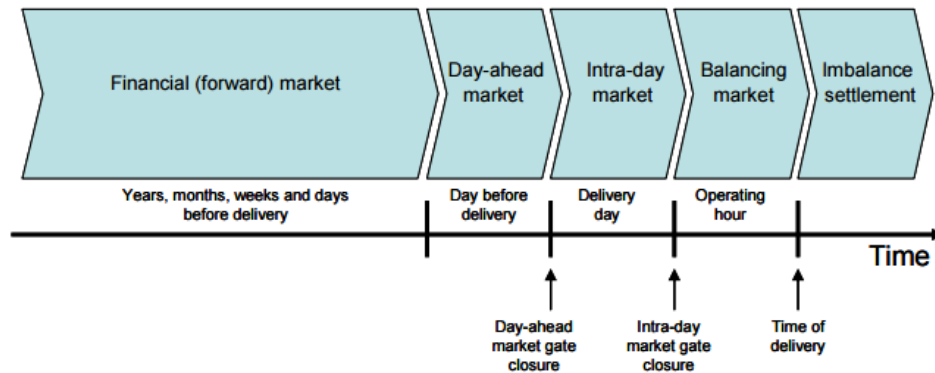 Financial (forward) market
Day-ahead
market
Intra-day
market
Balancing
market
Imbalance
settlement
Years, months, weeks and days
before delivery
Day before
delivery
Delivery
day
Operating
hour
Time
Day-ahead
market gate
closure
Intra-day
market gate
closure
Time of
delivery